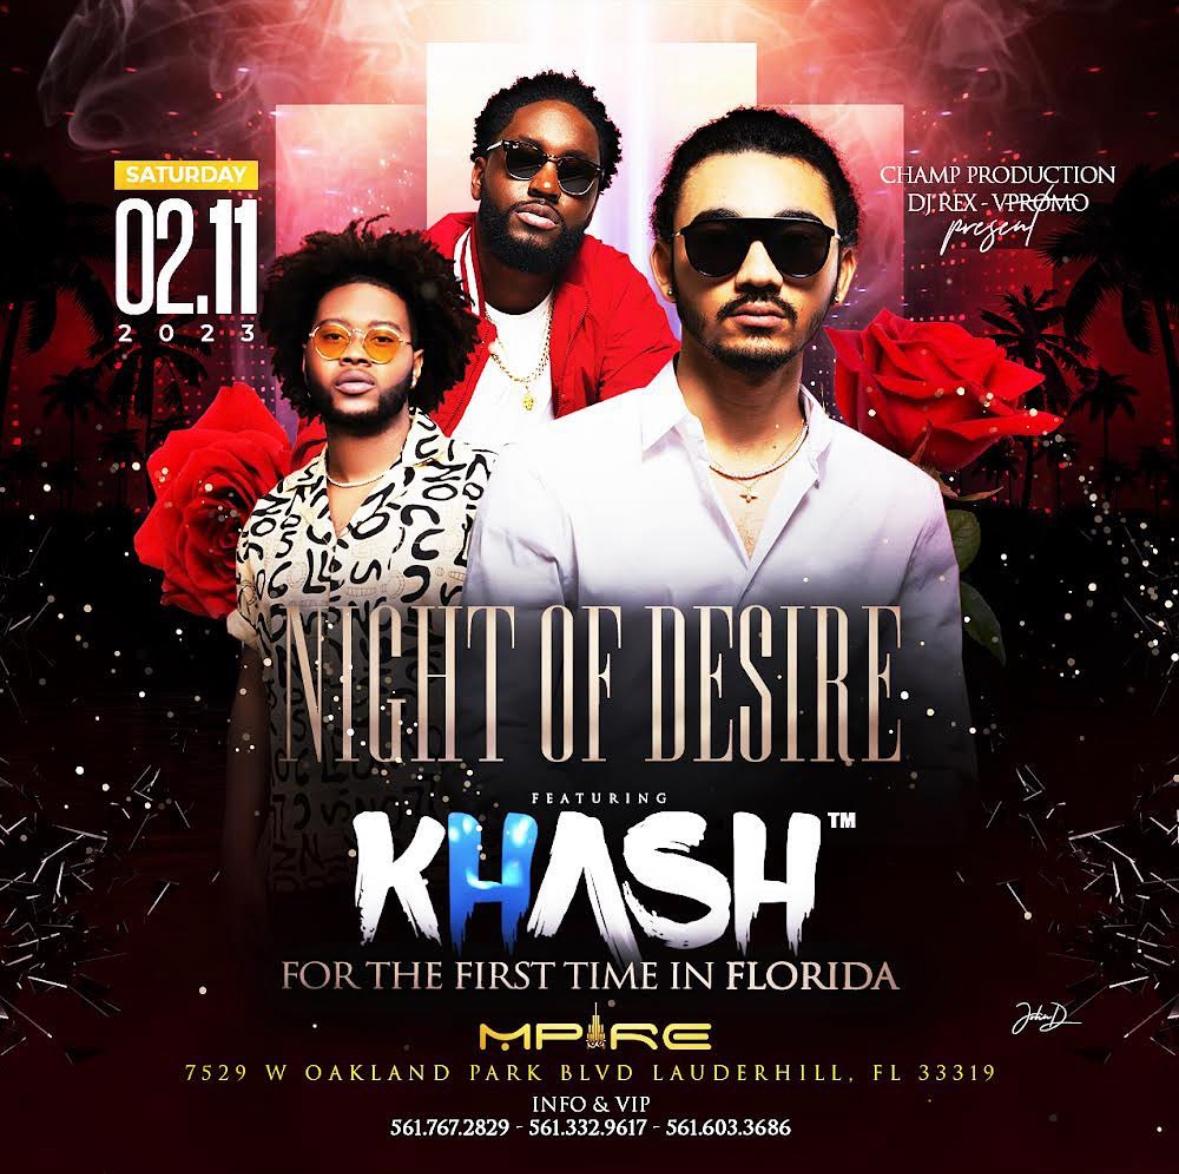 SATURDAY
02.11
2023
CHAMP PRODUCTION
DJ REX - VPRØMO
present
NIGHT OF DESIRE
FEATURING
KHASH™
FOR THE FIRST TIME IN FLORIDA
MPIRE
JohnD
7529 W OAKLAND PARK BLVD LAUDERHILL, FL 33319
INFO & VIP
561.767.2829 - 561.332.9617 - 561.603.3686